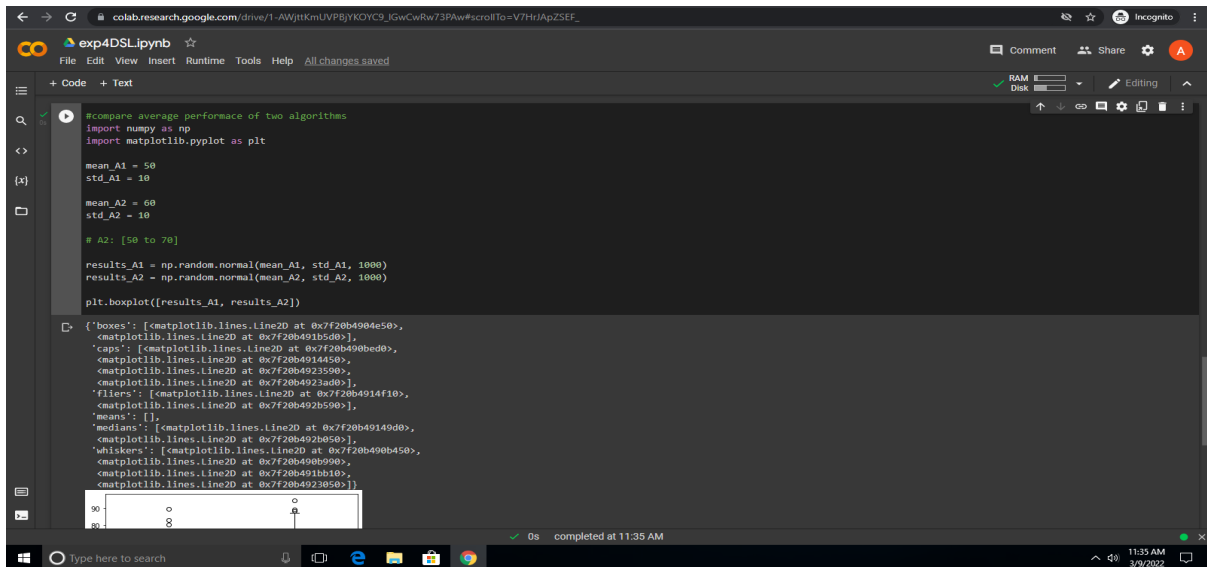 colab.research.google.com/drive/1-AWjttKmUVPBjYKOYC9_IGwCwRw73PAw#scrollTo=V7HrJApZSEF_
Incognito
exp4DSL.ipynb
Comment
Share
A
File Edit View Insert Runtime Tools Help All changes saved
+ Code + Text
RAM
Disk
Editing
#compare average performace of two algorithms
import numpy as np
import matplotlib.pyplot as plt
mean_A1 = 50
std_A1 = 10
mean_A2 = 60
std_A2 = 10
# A2: [50 to 70]
results_A1 = np.random.normal(mean_A1, std_A1, 1000)
results_A2 = np.random.normal(mean_A2, std_A2, 1000)
plt.boxplot([results_A1, results_A2])
{'boxes': [<matplotlib.lines.Line2D at 0x7f20b4904e50>,
<matplotlib.lines.Line2D at 0x7f20b491b5d0>],
'caps': [<matplotlib.lines.Line2D at 0x7f20b490bed0>,
<matplotlib.lines.Line2D at 0x7f20b4914450>,
<matplotlib.lines.Line2D at 0x7f20b4923590>,
<matplotlib.lines.Line2D at 0x7f20b4923ad0>],
'fliers': [<matplotlib.lines.Line2D at 0x7f20b4914f10>,
<matplotlib.lines.Line2D at 0x7f20b492b590>],
'means': [],
'medians': [<matplotlib.lines.Line2D at 0x7f20b49149d0>,
<matplotlib.lines.Line2D at 0x7f20b492b050>],
'whiskers': [<matplotlib.lines.Line2D at 0x7f20b490b450>,
<matplotlib.lines.Line2D at 0x7f20b490b990>,
<matplotlib.lines.Line2D at 0x7f20b491bb10>,
<matplotlib.lines.Line2D at 0x7f20b4923050>]}
90
80
0s completed at 11:35 AM
Type here to search
11:35 AM
3/9/2022